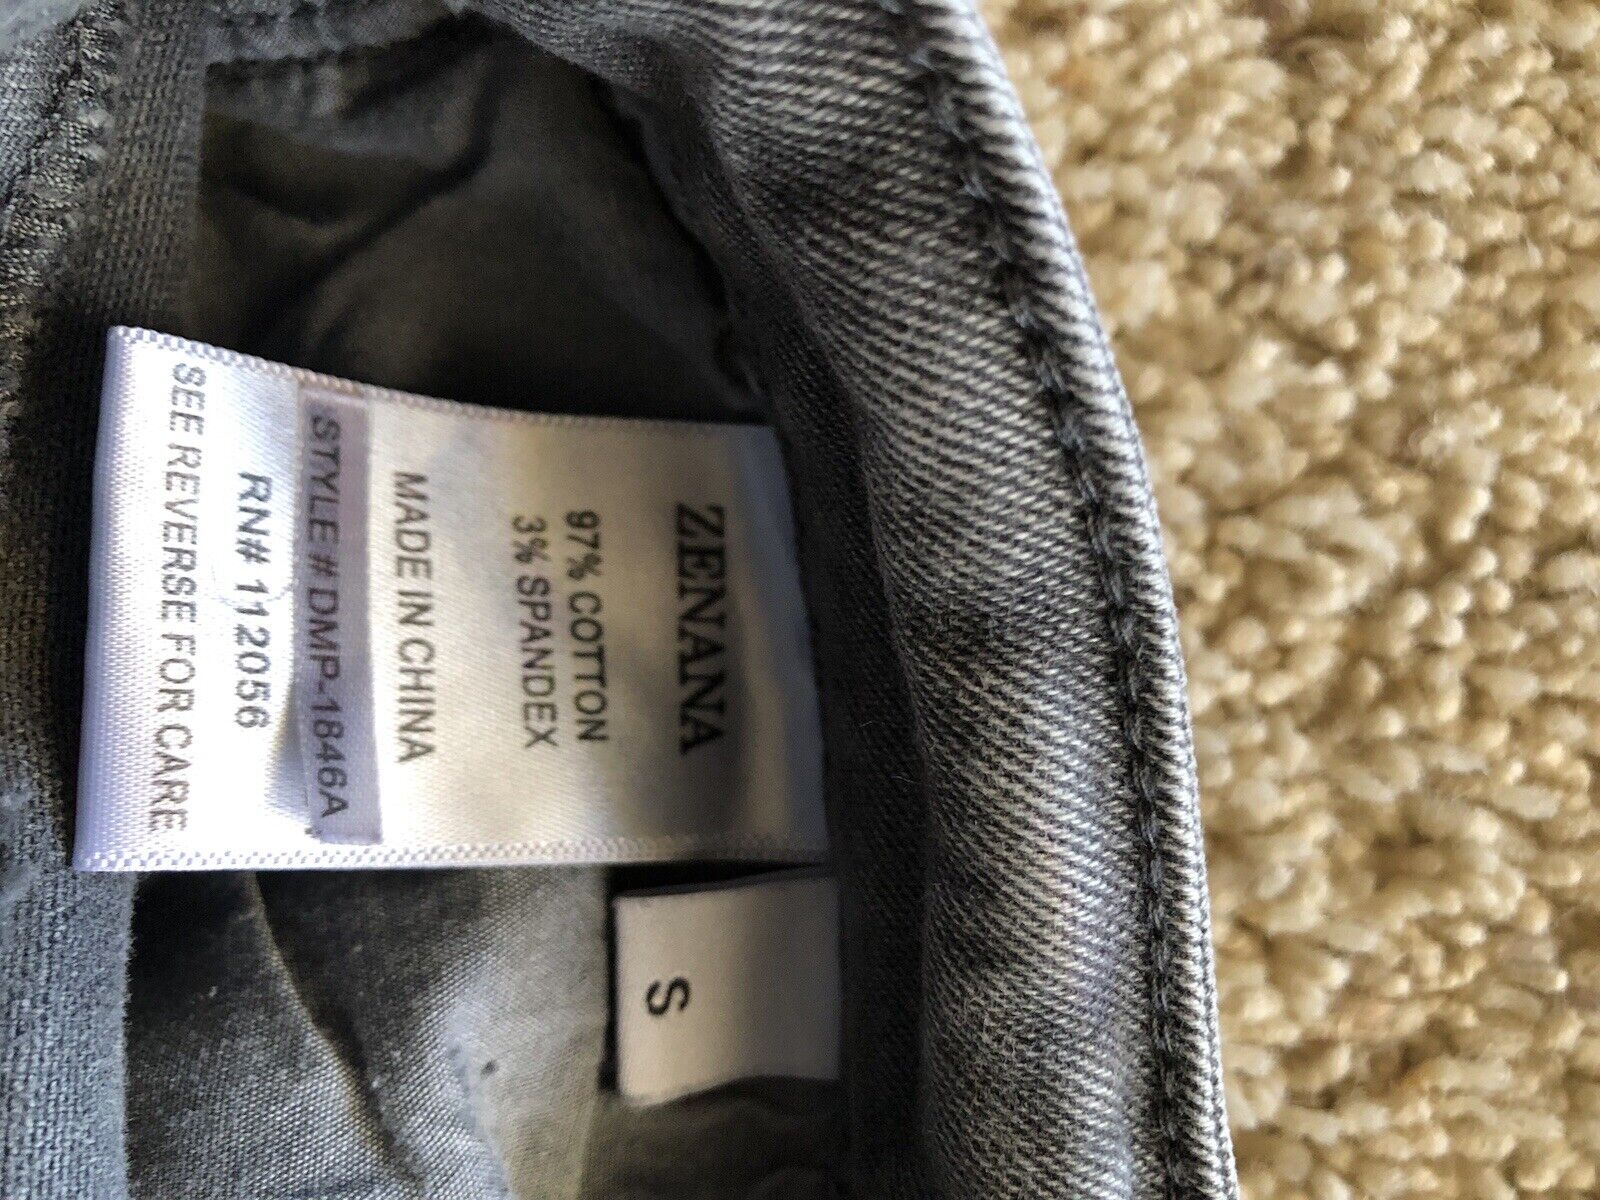 ZENANA
97% COTTON
3% SPANDEX
MADE IN CHINA
STYLE # DMP-1846A
RN# 112056
SEE REVERSE FOR CARE
S